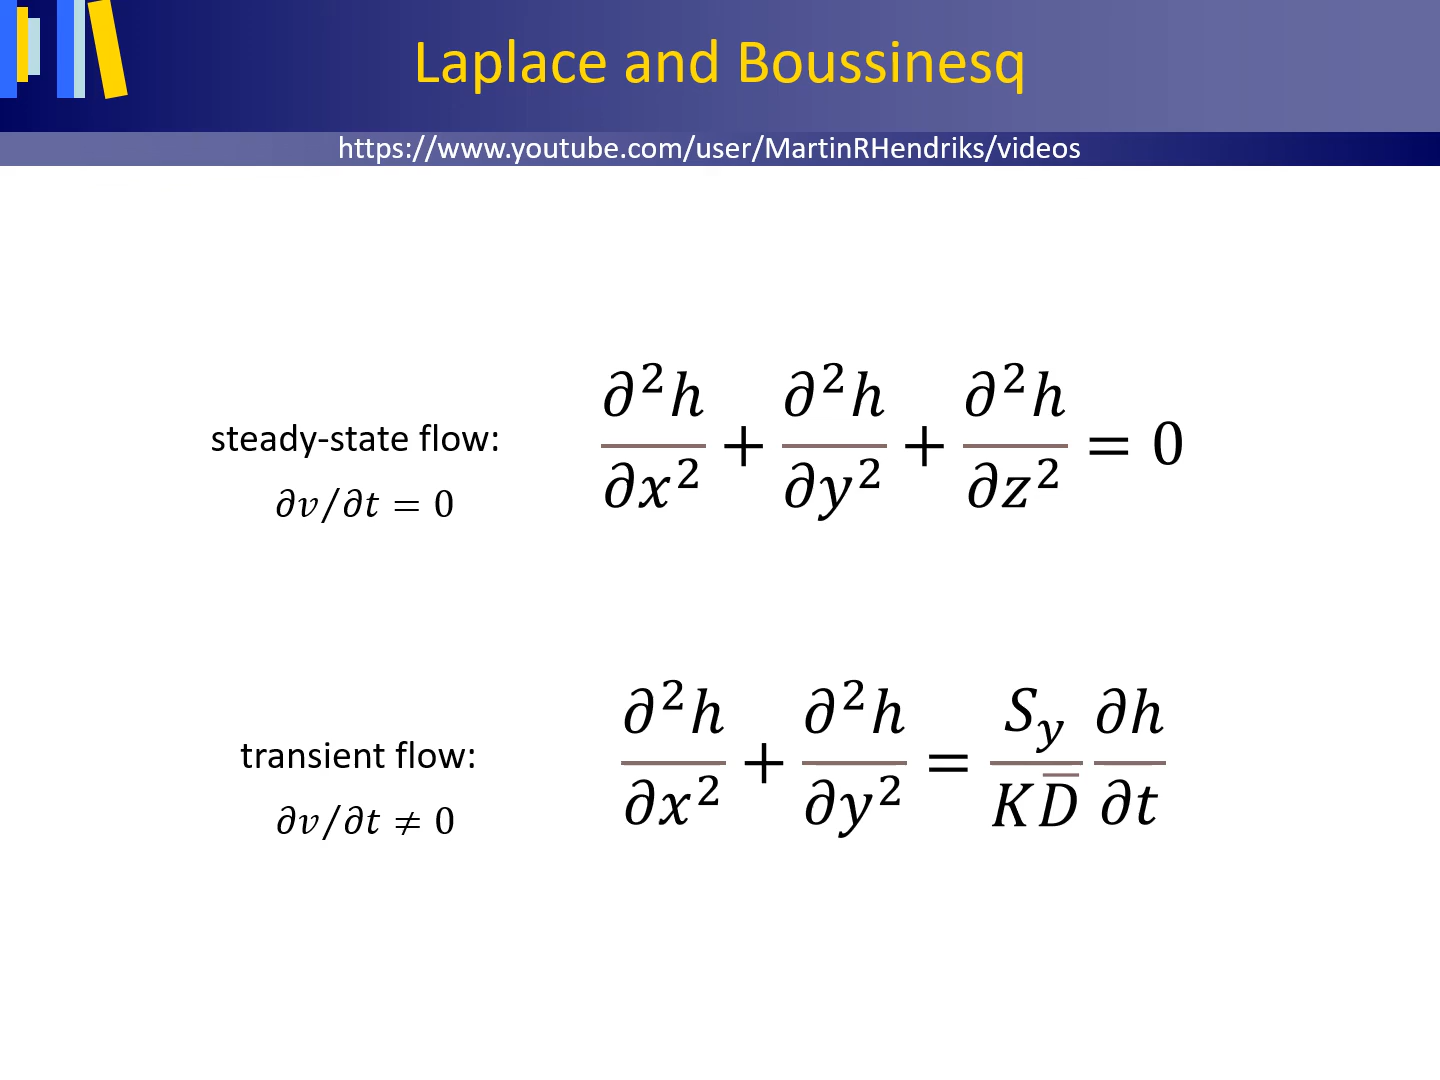 Laplace and Boussinesq
https://www.youtube.com/user/MartinRHendriks/videos
steady-state flow:
∂v/∂t = 0
∂²h/∂x² + ∂²h/∂y² + ∂²h/∂z² = 0
transient flow:
∂v/∂t ≠ 0
∂²h/∂x² + ∂²h/∂y² = S_y/(K D̅) ∂h/∂t